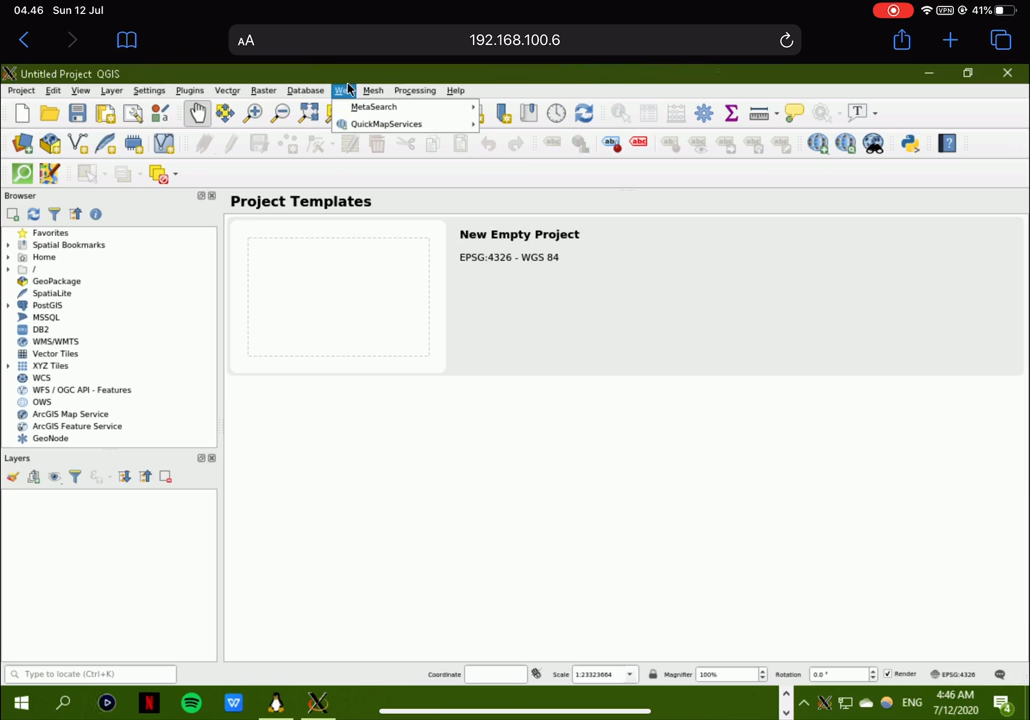 04.46 Sun 12 Jul
VPN
41%
AA
192.168.100.6
Untitled Project QGIS
Project Edit View Layer Settings Plugins Vector Raster Database Mesh Processing Help
MetaSearch
QuickMapServices
abc
Browser
Project Templates
Favorites
Spatial Bookmarks
Home
/
GeoPackage
SpatiaLite
PostGIS
MSSQL
DB2
WMS/WMTS
Vector Tiles
XYZ Tiles
WCS
WFS / OGC API - Features
OWS
ArcGIS Map Service
ArcGIS Feature Service
GeoNode
New Empty Project
EPSG:4326 - WGS 84
Layers
Type to locate (Ctrl+K)
Coordinate
Scale 1:23323664
Magnifier 100%
Rotation 0.0 °
Render
EPSG:4326
ENG
4:46 AM
7/12/2020
4